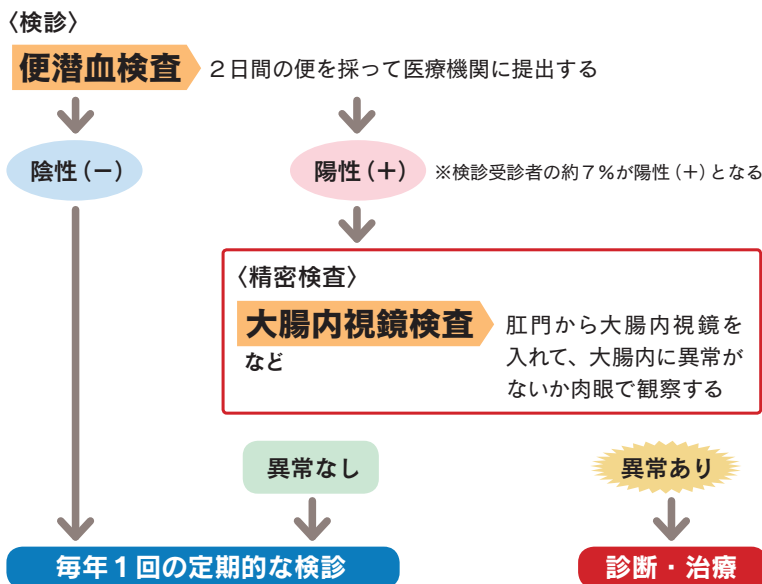 〈検診〉
便潜血検査 2日間の便を採って医療機関に提出する
陰性(−) 陽性(+) ※検診受診者の約7%が陽性(+)となる
〈精密検査〉
大腸内視鏡検査
など
肛門から大腸内視鏡を
入れて、大腸内に異常が
ないか肉眼で観察する
異常なし 異常あり
毎年1回の定期的な検診 診断・治療